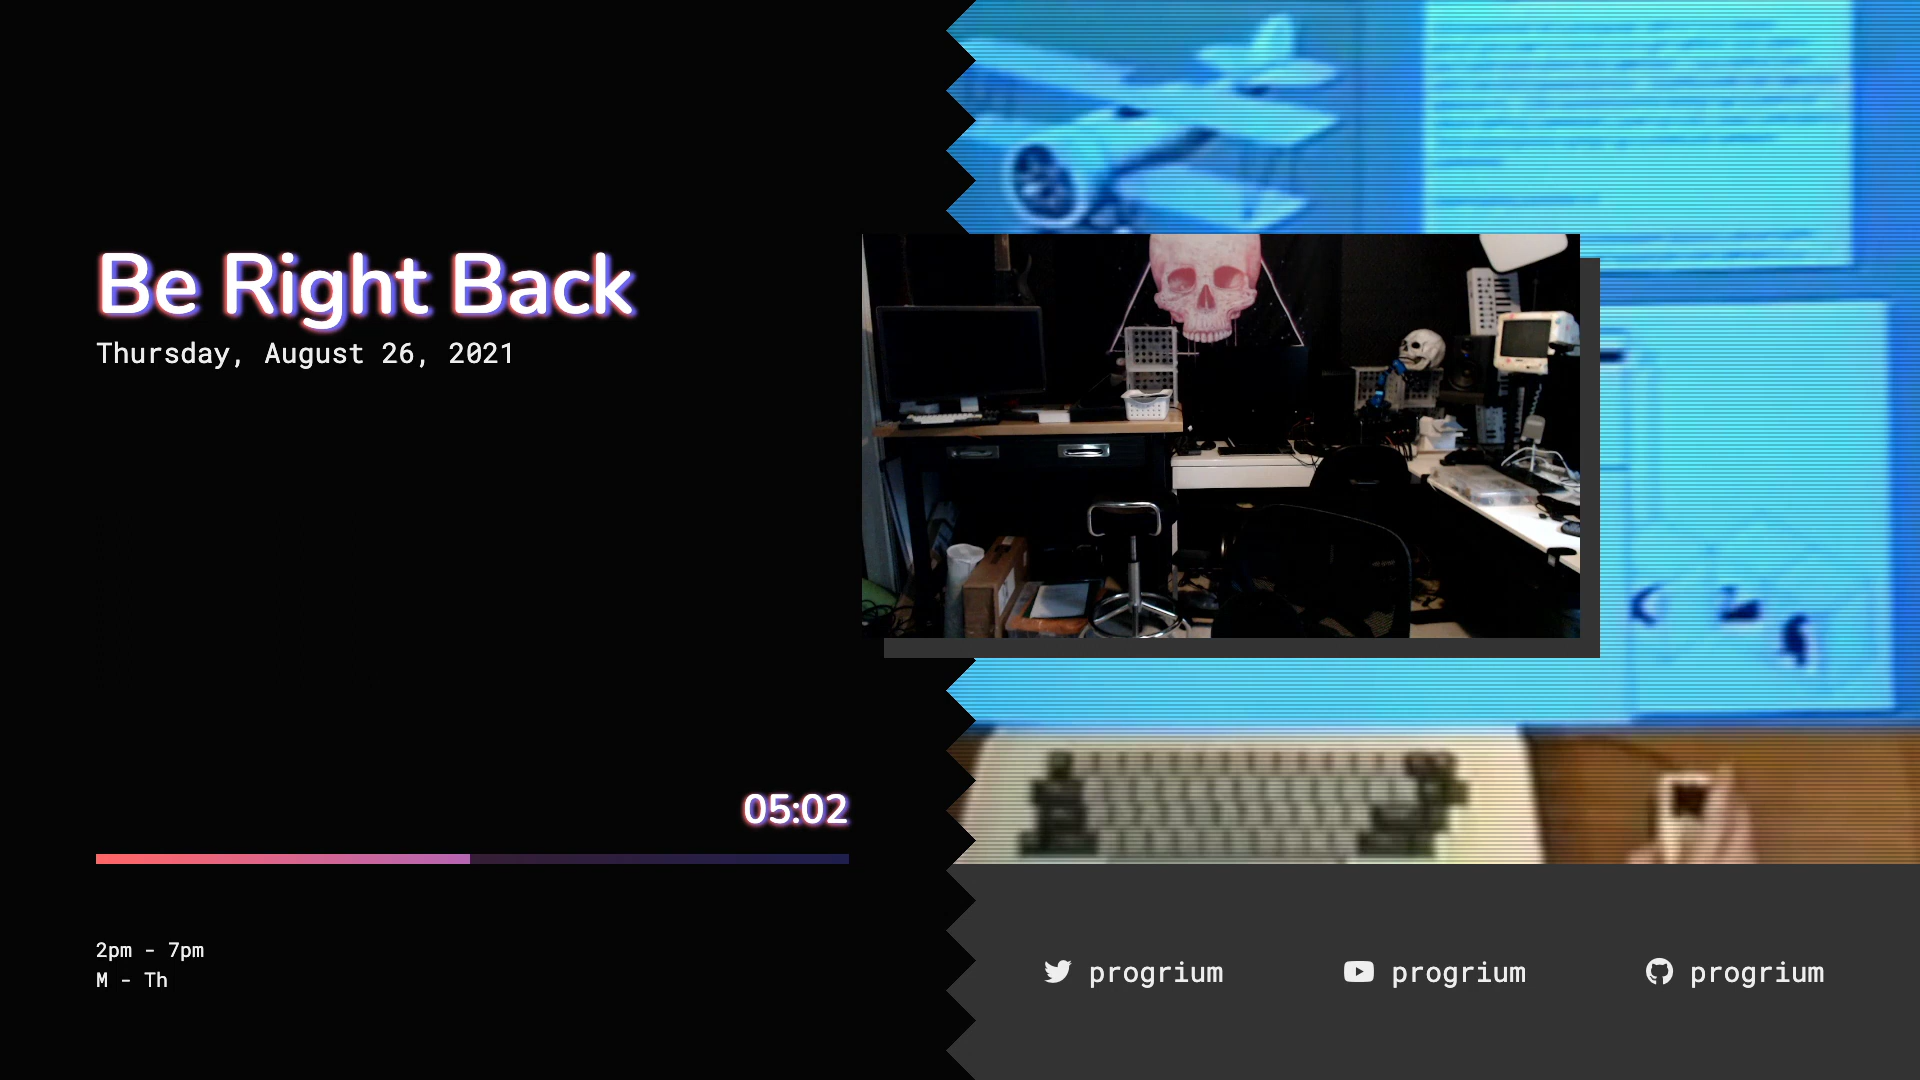 Be Right Back
Thursday, August 26, 2021
05:02
2pm - 7pm
M - Th
progrium
progrium
progrium